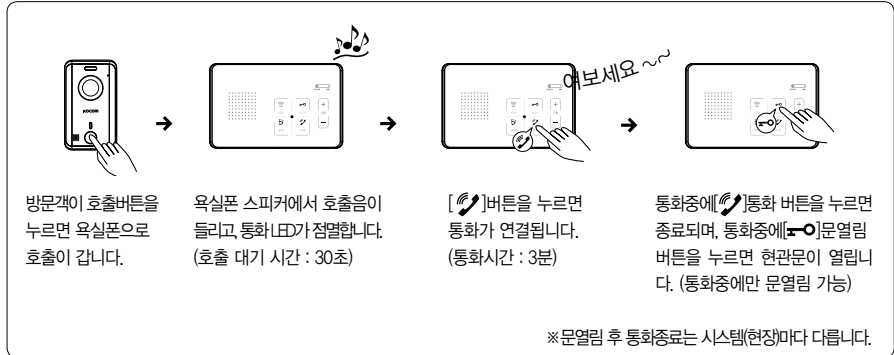 KOCOM
여보세요 ~~
방문객이 호출버튼을
누르면 욕실폰으로
호출이 갑니다.
욕실폰 스피커에서 호출음이
들리고, 통화 LED가 점멸합니다.
(호출 대기 시간 : 30초)
[ ]버튼을 누르면
통화가 연결됩니다.
(통화시간 : 3분)
통화중에[ ]통화 버튼을 누르면
종료되며, 통화중에[ ]문열림
버튼을 누르면 현관문이 열립니
다. (통화중에만 문열림 가능)
※문열림 후 통화종료는 시스템(현장)마다 다릅니다.